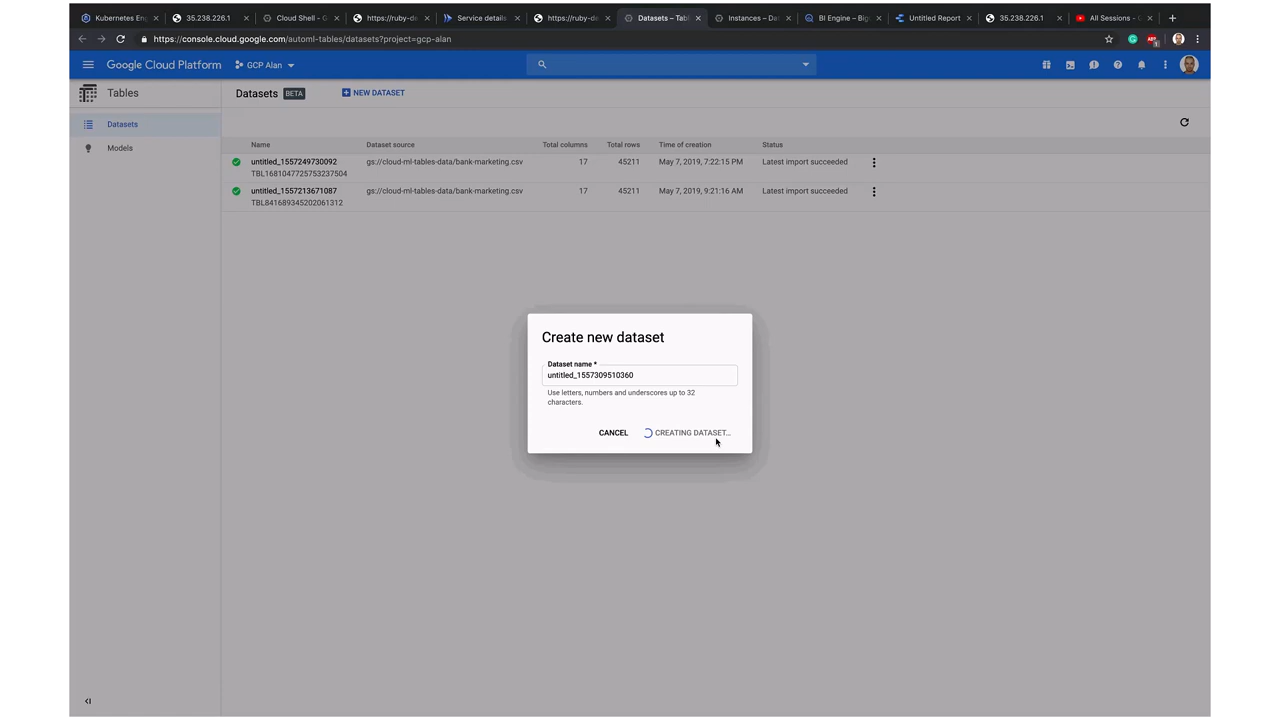 Kubernetes Eng
35.238.226.1
Cloud Shell - G
https://ruby-de
Service details
https://ruby-de
Datasets – Tabl
Instances – Dat
BI Engine – Big
Untitled Report
35.238.226.1
All Sessions - G
https://console.cloud.google.com/automl-tables/datasets?project=gcp-alan
Google Cloud Platform
GCP Alan
Tables
Datasets BETA
NEW DATASET
Datasets
Models
Name Dataset source Total columns Total rows Time of creation Status
untitled_1557249730092 gs://cloud-ml-tables-data/bank-marketing.csv 17 45211 May 7, 2019, 7:22:15 PM Latest import succeeded
TBL1681047725753237504
untitled_1557213671087 gs://cloud-ml-tables-data/bank-marketing.csv 17 45211 May 7, 2019, 9:21:16 AM Latest import succeeded
TBL841689345202061312
Create new dataset
Dataset name *
untitled_1557309510360
Use letters, numbers and underscores up to 32
characters.
CANCEL
CREATING DATASET...